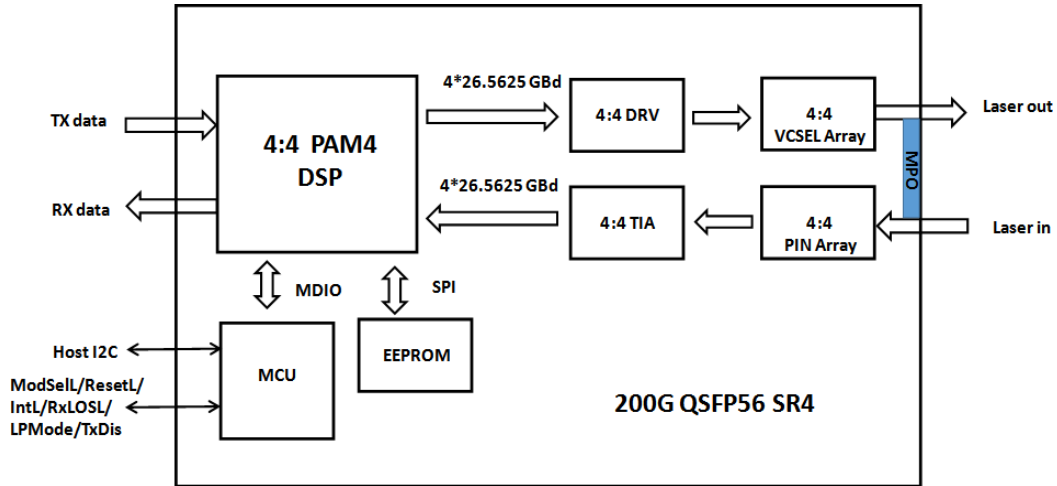 4*26.5625 GBd
TX data
4:4 PAM4
DSP
4:4 DRV
4:4
VCSEL Array
Laser out
MPO
RX data
4*26.5625 GBd
4:4 TIA
4:4
PIN Array
Laser in
MDIO
SPI
Host I2C
MCU
EEPROM
ModSelL/ResetL/
IntL/RxLOSL/
LPMode/TxDis
200G QSFP56 SR4